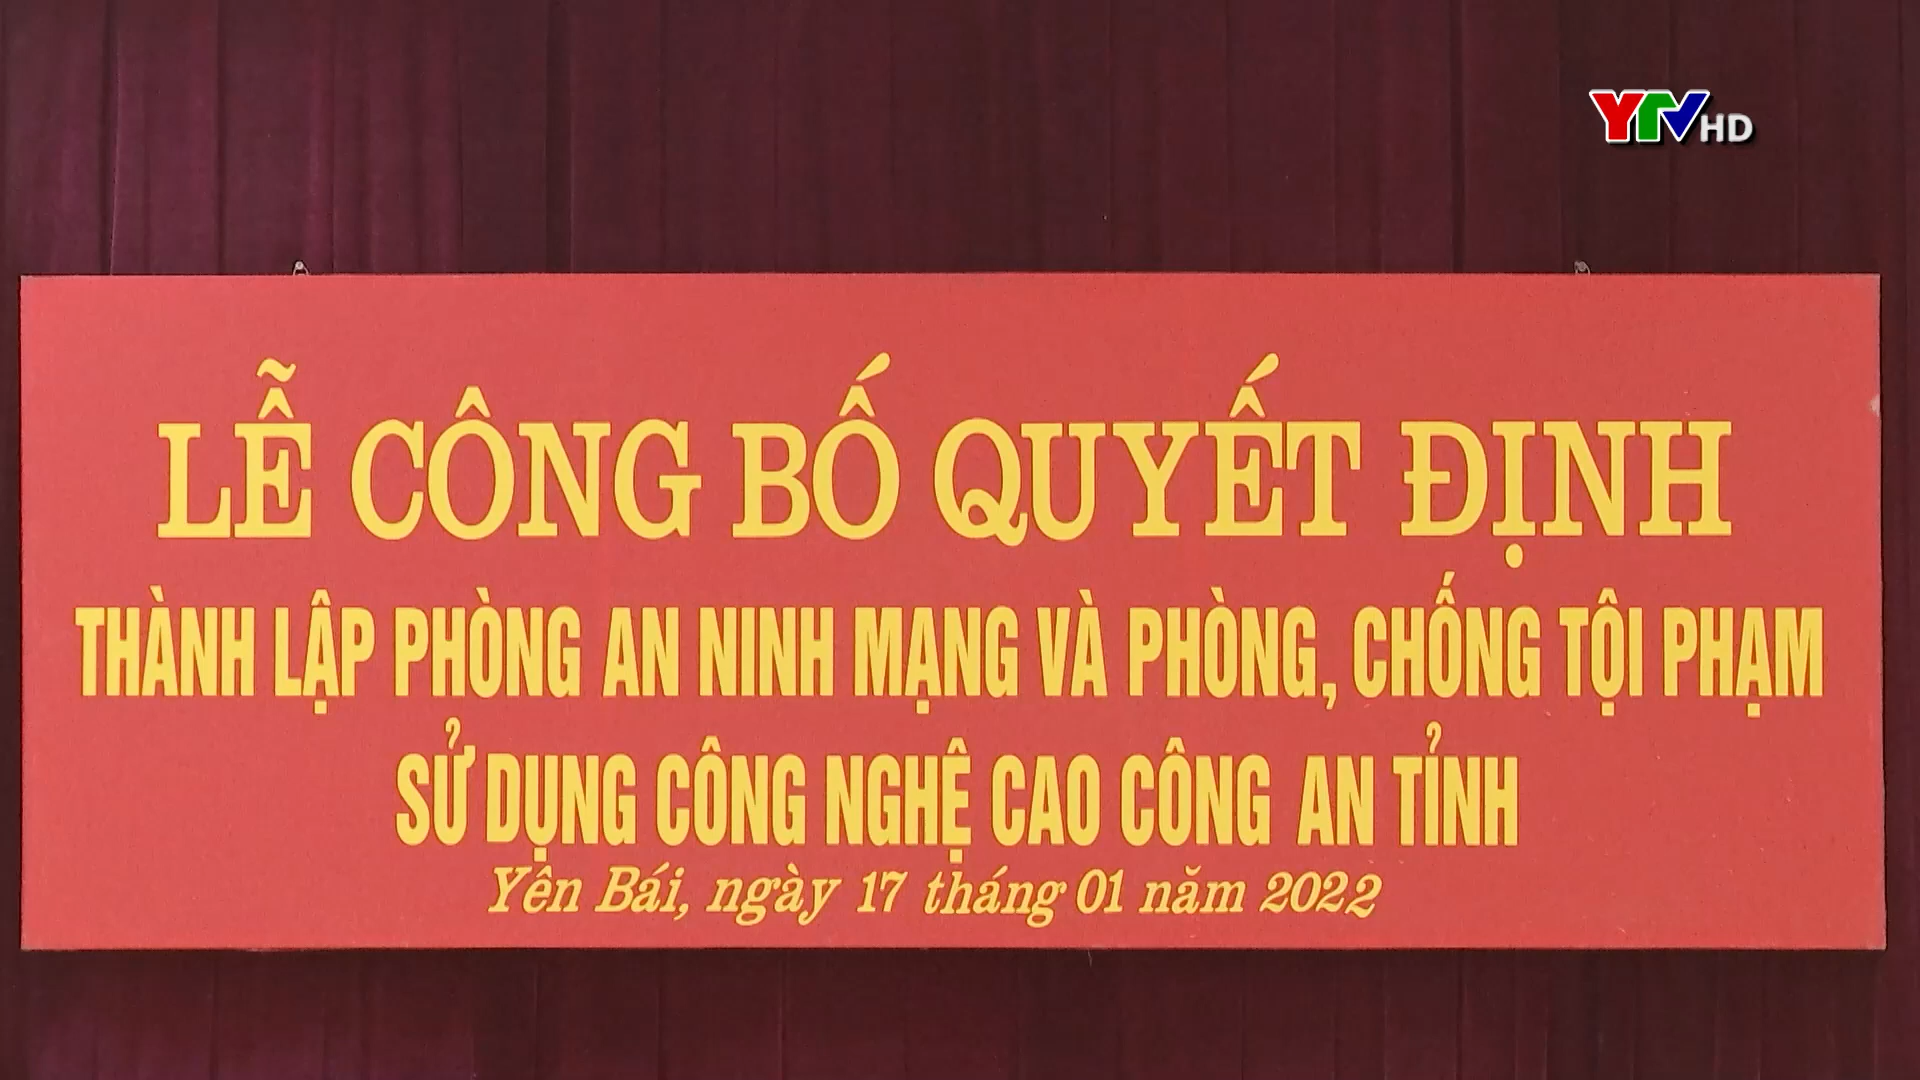 YTV HD
LỄ CÔNG BỐ QUYẾT ĐỊNH
THÀNH LẬP PHÒNG AN NINH MẠNG VÀ PHÒNG, CHỐNG TỘI PHẠM
SỬ DỤNG CÔNG NGHỆ CAO CÔNG AN TỈNH
Yên Bái, ngày 17 tháng 01 năm 2022